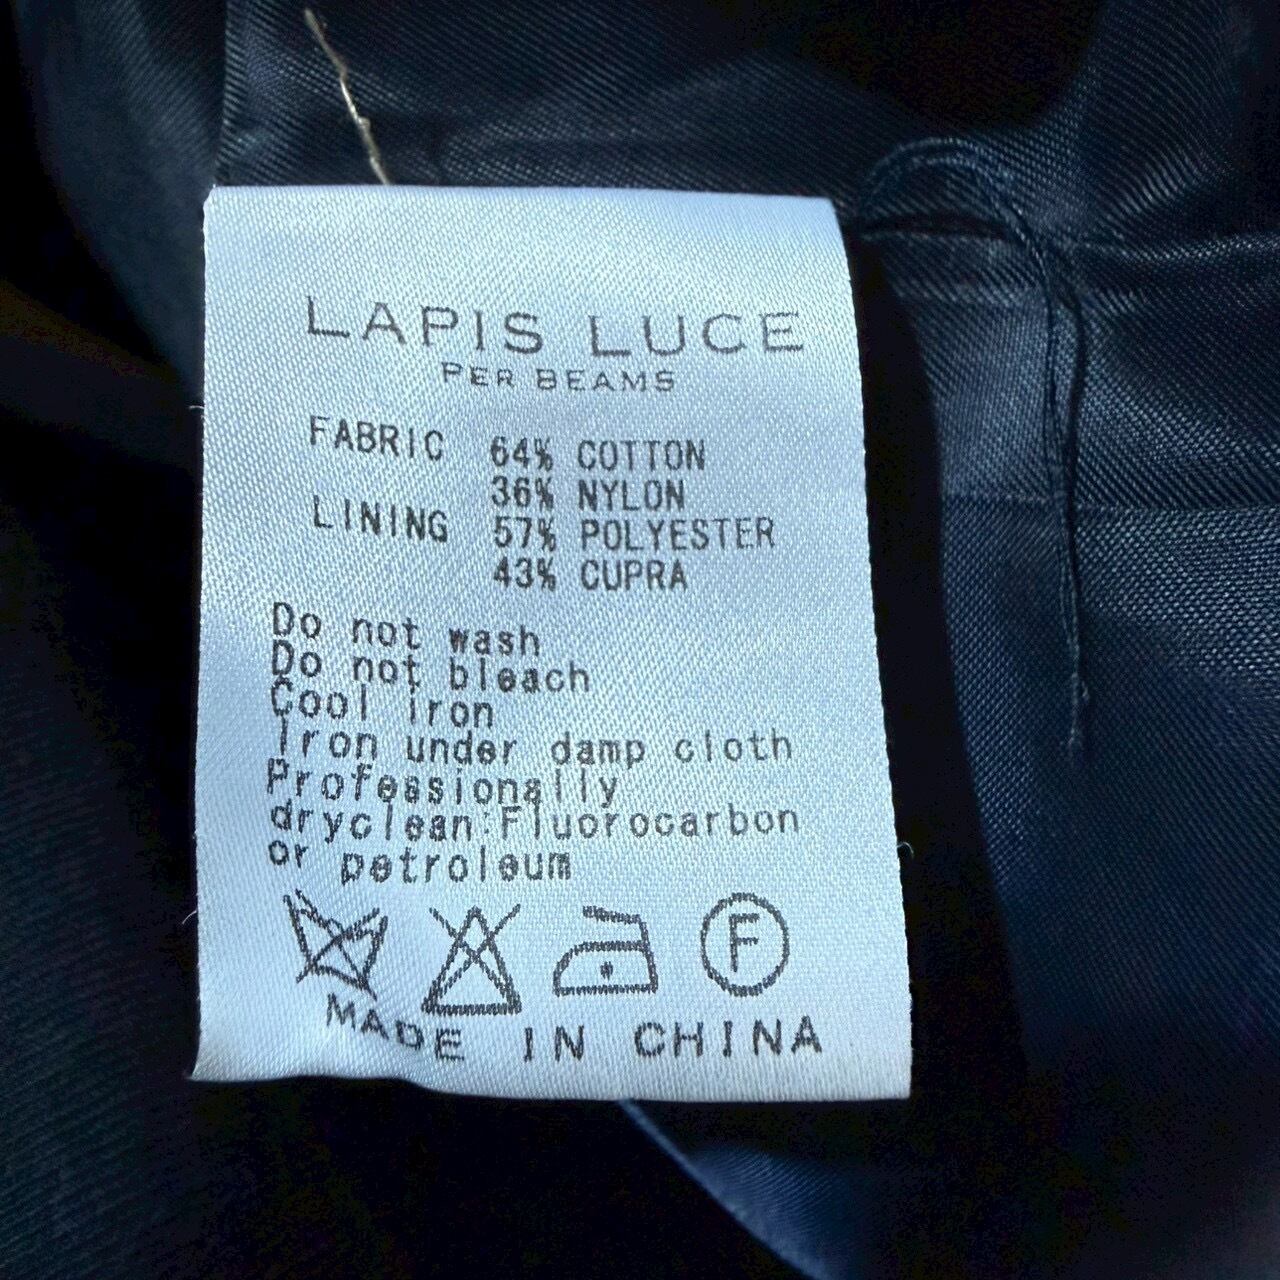 LAPIS LUCE
PER BEAMS
FABRIC 64% COTTON
36% NYLON
LINING 57% POLYESTER
43% CUPRA
Do not wash
Do not bleach
Cool iron
Iron under damp cloth
Professionally
dryclean:Fluorocarbon
or petroleum
F
MADE IN CHINA